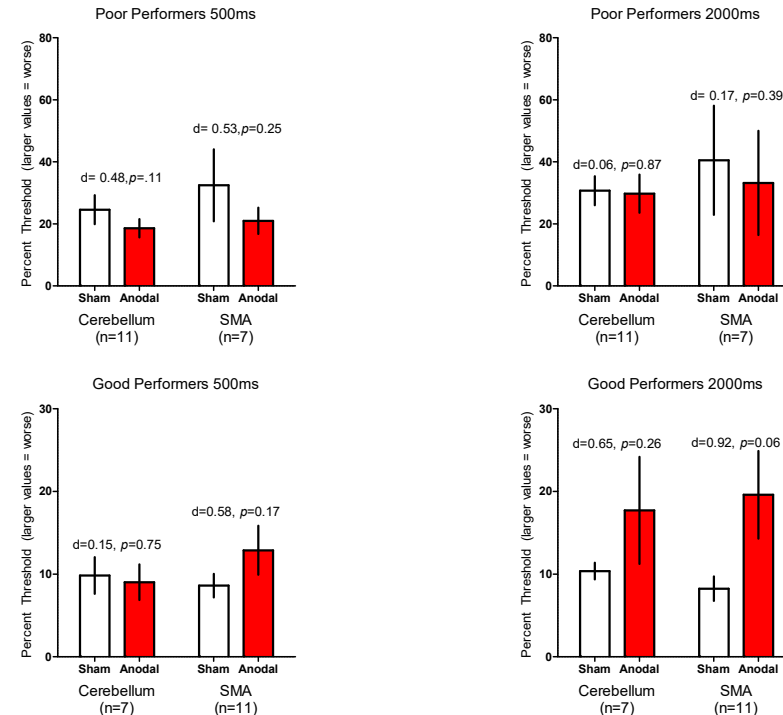 Poor Performers 500ms
Percent Threshold (larger values = worse)
80
60
40
20
0
d= 0.48,p=.11
d= 0.53,p=0.25
Sham Anodal Sham Anodal
Cerebellum SMA
(n=11) (n=7)
Poor Performers 2000ms
Percent Threshold (larger values = worse)
80
60
40
20
0
d=0.06, p=0.87
d= 0.17, p=0.39
Sham Anodal Sham Anodal
Cerebellum SMA
(n=11) (n=7)
Good Performers 500ms
Percent Threshold (larger values = worse)
30
20
10
0
d=0.15, p=0.75
d=0.58, p=0.17
Sham Anodal Sham Anodal
Cerebellum SMA
(n=7) (n=11)
Good Performers 2000ms
Percent Threshold (larger values = worse)
30
20
10
0
d=0.65, p=0.26
d=0.92, p=0.06
Sham Anodal Sham Anodal
Cerebellum SMA
(n=7) (n=11)